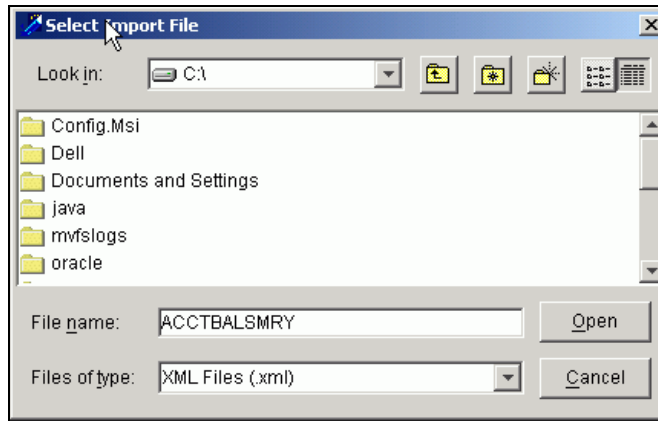 Select Import File
Look in: C:\
Config.Msi
Dell
Documents and Settings
java
mvfslogs
oracle
File name: ACCTBALSMRY Open
Files of type: XML Files (.xml) Cancel